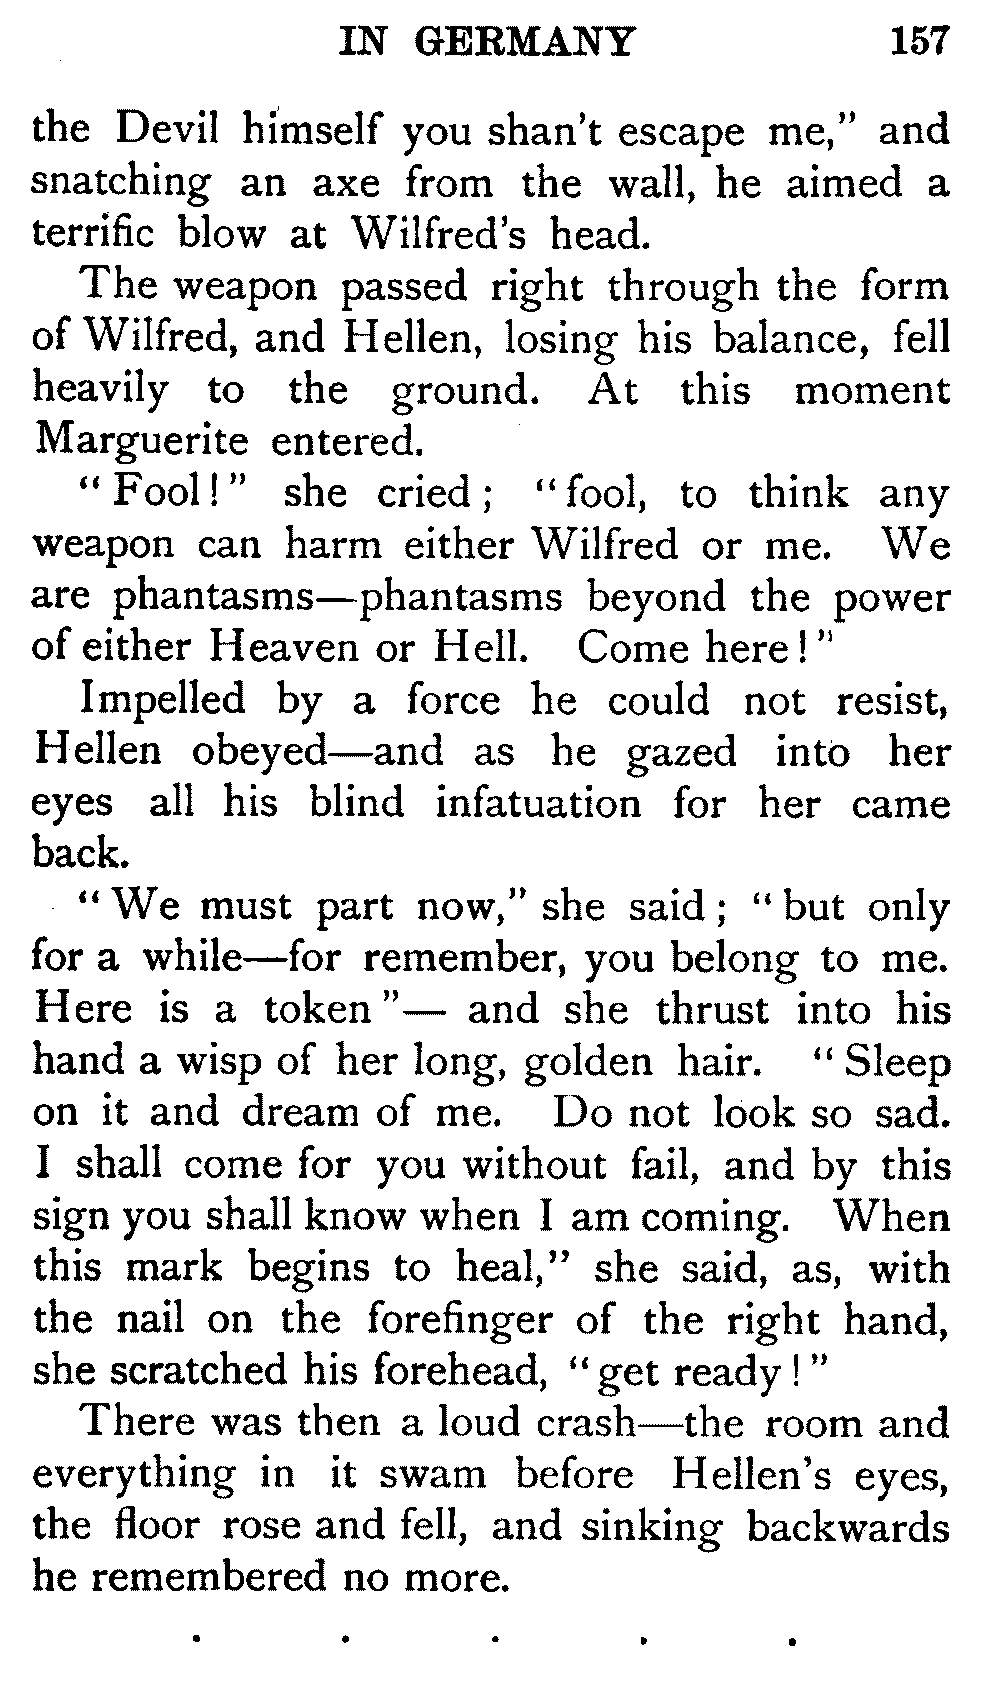 IN GERMANY 157
the Devil himself you shan't escape me," and
snatching an axe from the wall, he aimed a
terrific blow at Wilfred's head.
The weapon passed right through the form
of Wilfred, and Hellen, losing his balance, fell
heavily to the ground. At this moment
Marguerite entered.
"Fool!" she cried; "fool, to think any
weapon can harm either Wilfred or me. We
are phantasms—phantasms beyond the power
of either Heaven or Hell. Come here!"
Impelled by a force he could not resist,
Hellen obeyed—and as he gazed into her
eyes all his blind infatuation for her came
back.
"We must part now," she said; "but only
for a while—for remember, you belong to me.
Here is a token"— and she thrust into his
hand a wisp of her long, golden hair. "Sleep
on it and dream of me. Do not look so sad.
I shall come for you without fail, and by this
sign you shall know when I am coming. When
this mark begins to heal," she said, as, with
the nail on the forefinger of the right hand,
she scratched his forehead, "get ready!"
There was then a loud crash—the room and
everything in it swam before Hellen's eyes,
the floor rose and fell, and sinking backwards
he remembered no more.
. . . . .